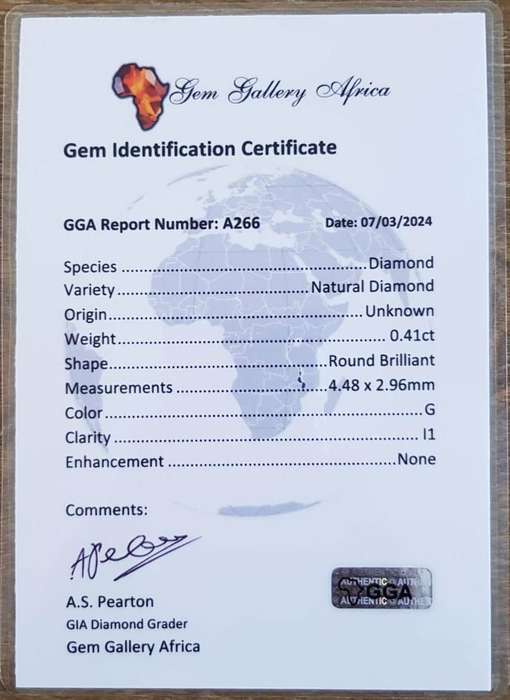 Gem Gallery Africa
Gem Identification Certificate
GGA Report Number: A266 Date: 07/03/2024
Species ........................................ Diamond
Variety ........................................ Natural Diamond
Origin ........................................ Unknown
Weight ........................................ 0.41ct
Shape ........................................ Round Brilliant
Measurements ........................................ 4.48 x 2.96mm
Color ........................................ G
Clarity ........................................ I1
Enhancement ........................................ None
Comments:
A.S. Pearton
GIA Diamond Grader
Gem Gallery Africa
AUTHENTIC
GGA
AUTHENTIC